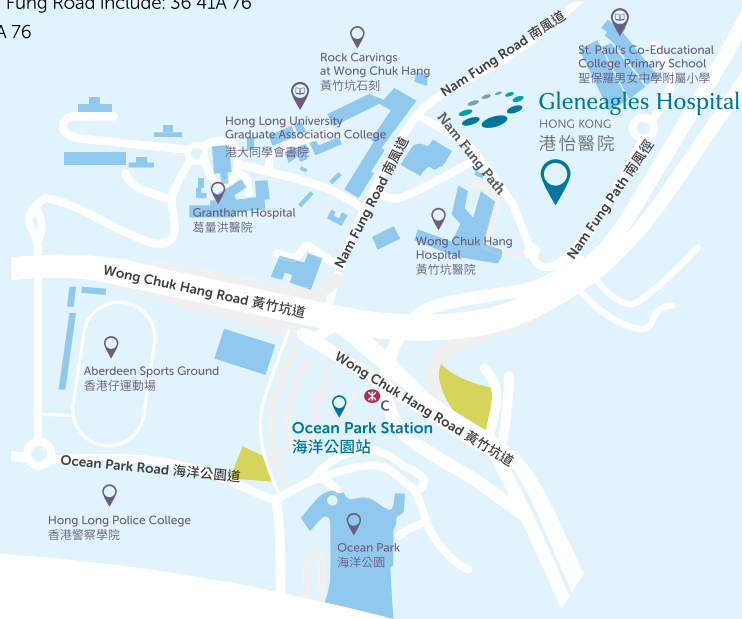 Fung Road include: 36 41A 76
A 76
Rock Carvings
at Wong Chuk Hang
黃竹坑石刻
Nam Fung Road 南風道
St. Paul's Co-Educational
College Primary School
聖保羅男女中學附屬小學
Hong Long University
Graduate Association College
港大同學會書院
Gleneagles Hospital
HONG KONG
港怡醫院
Nam Fung Path
Nam Fung Road 南風道
Nam Fung Path 南風徑
Grantham Hospital
葛量洪醫院
Wong Chuk Hang
Hospital
黃竹坑醫院
Wong Chuk Hang Road 黃竹坑道
Aberdeen Sports Ground
香港仔運動場
Wong Chuk Hang Road 黃竹坑道
C
Ocean Park Station
海洋公園站
Ocean Park Road 海洋公園道
Hong Long Police College
香港警察學院
Ocean Park
海洋公園